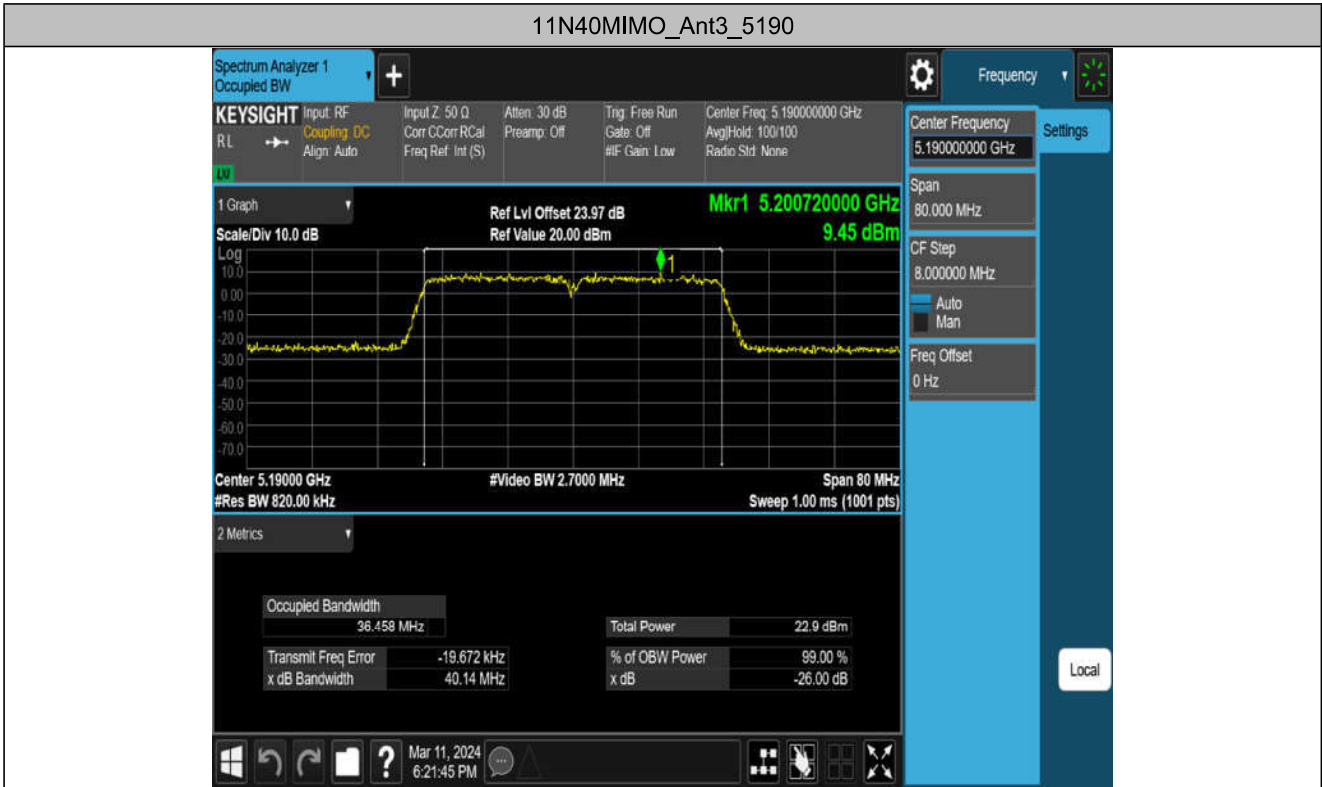 11N40MIMO_Ant3_5190
Spectrum Analyzer 1
Occupied BW
Frequency
KEYSIGHT
RL
Input: RF
Coupling: DC
Align: Auto
Input Z: 50 Ω
Corr CCorr RCal
Freq Ref: Int (S)
Atten: 30 dB
Preamp: Off
Trig: Free Run
Gate: Off
#IF Gain: Low
Center Freq: 5.190000000 GHz
Avg|Hold: 100/100
Radio Std: None
Center Frequency
5.190000000 GHz
Settings
Span
80.000 MHz
CF Step
8.000000 MHz
Auto
Man
Freq Offset
0 Hz
Local
1 Graph
Scale/Div 10.0 dB
Ref Lvl Offset 23.97 dB
Ref Value 20.00 dBm
Mkr1 5.200720000 GHz
9.45 dBm
Log
10.0
0.00
-10.0
-20.0
-30.0
-40.0
-50.0
-60.0
-70.0
1
Center 5.19000 GHz
#Res BW 820.00 kHz
#Video BW 2.7000 MHz
Span 80 MHz
Sweep 1.00 ms (1001 pts)
2 Metrics
Occupied Bandwidth
36.458 MHz
Total Power 22.9 dBm
Transmit Freq Error -19.672 kHz
% of OBW Power 99.00 %
x dB Bandwidth 40.14 MHz
x dB -26.00 dB
Mar 11, 2024
6:21:45 PM